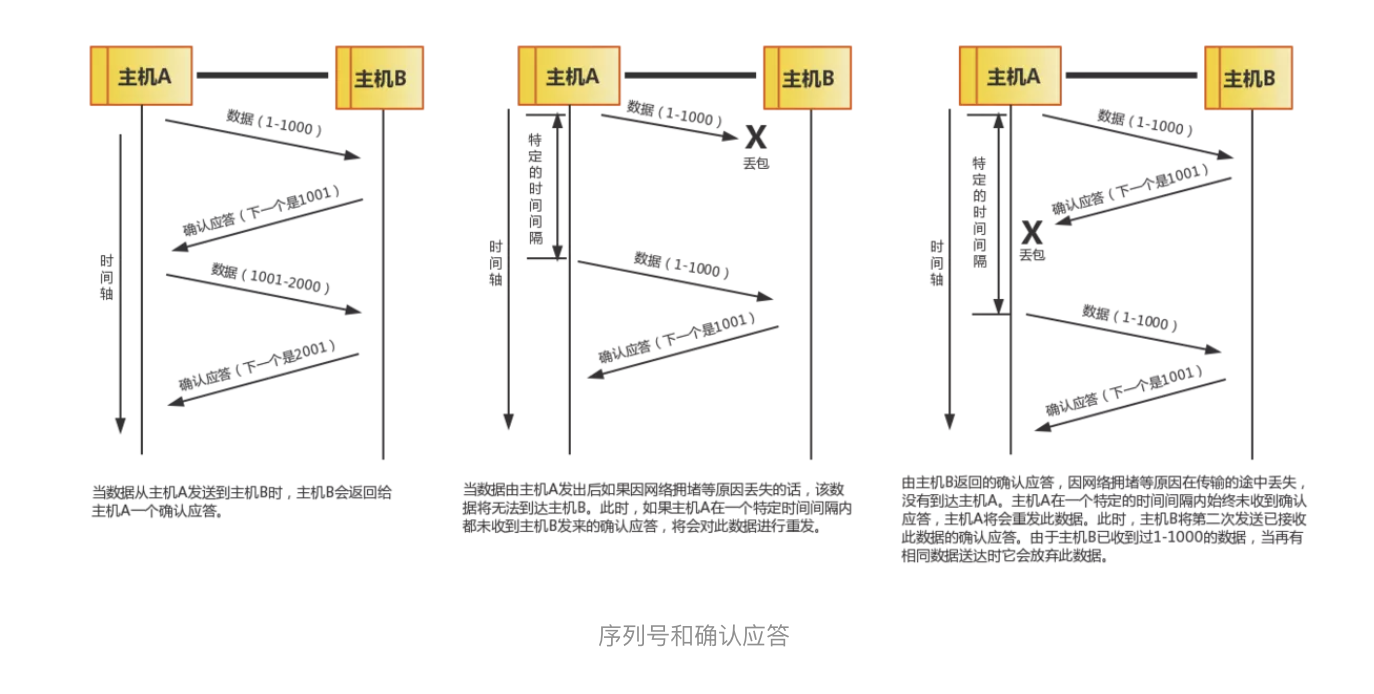 主机A
主机B
数据（1-1000）
确认应答（下一个是1001）
数据（1001-2000）
确认应答（下一个是2001）
时间轴
当数据从主机A发送到主机B时，主机B会返回给
主机A一个确认应答。
主机A
主机B
数据（1-1000）
X
丢包
特定的时间间隔
数据（1-1000）
确认应答（下一个是1001）
时间轴
当数据由主机A发出后如果因网络拥堵等原因丢失的话，该数
据将无法到达主机B。此时，如果主机A在一个特定时间间隔内
都未收到主机B发来的确认应答，将会对此数据进行重发。
主机A
主机B
数据（1-1000）
确认应答（下一个是1001）
X
丢包
特定的时间间隔
数据（1-1000）
确认应答（下一个是1001）
时间轴
由主机B返回的确认应答，因网络拥堵等原因在传输的途中丢失，
没有到达主机A。主机A在一个特定的时间间隔内始终未收到确认
应答，主机A将会重发此数据。此时，主机B将第二次发送已接收
此数据的确认应答。由于主机B已收到过1-1000的数据，当再有
相同数据送达时它会放弃此数据。
序列号和确认应答